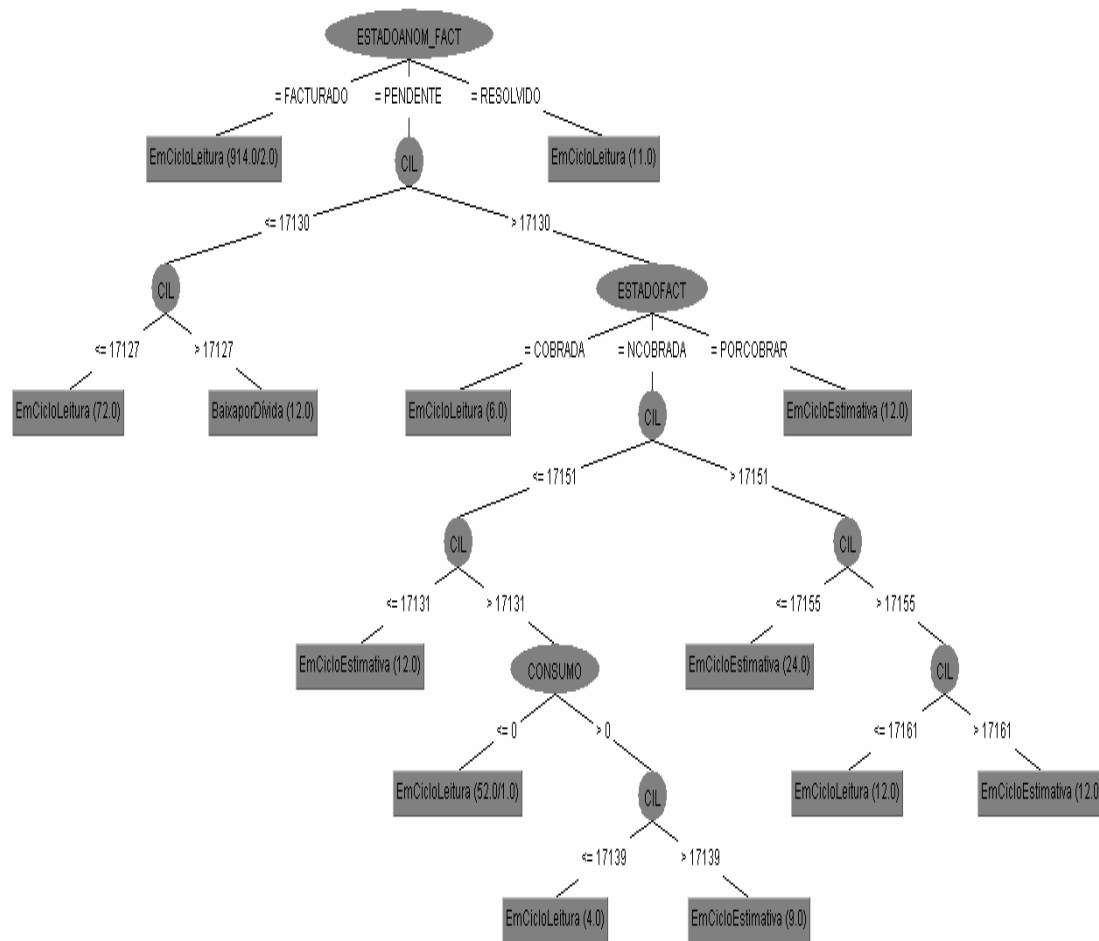 ESTADOANOM_FACT
= FACTURADO = PENDENTE = RESOLVIDO
EmCicloLeitura (914.0/2.0) CIL EmCicloLeitura (11.0)
<= 17130 > 17130
CIL ESTADOFACT
<= 17127 > 17127 = COBRADA = NCOBRADA = PORCOBRAR
EmCicloLeitura (72.0) BaixaporDívida (12.0) EmCicloLeitura (6.0) CIL EmCicloEstimativa (12.0)
<= 17151 > 17151
CIL CIL
<= 17131 > 17131 <= 17155 > 17155
EmCicloEstimativa (12.0) CONSUMO EmCicloEstimativa (24.0) CIL
<= 0 > 0 <= 17161 > 17161
EmCicloLeitura (52.0/1.0) CIL EmCicloLeitura (12.0) EmCicloEstimativa (12.0
<= 17139 > 17139
EmCicloLeitura (4.0) EmCicloEstimativa (9.0)